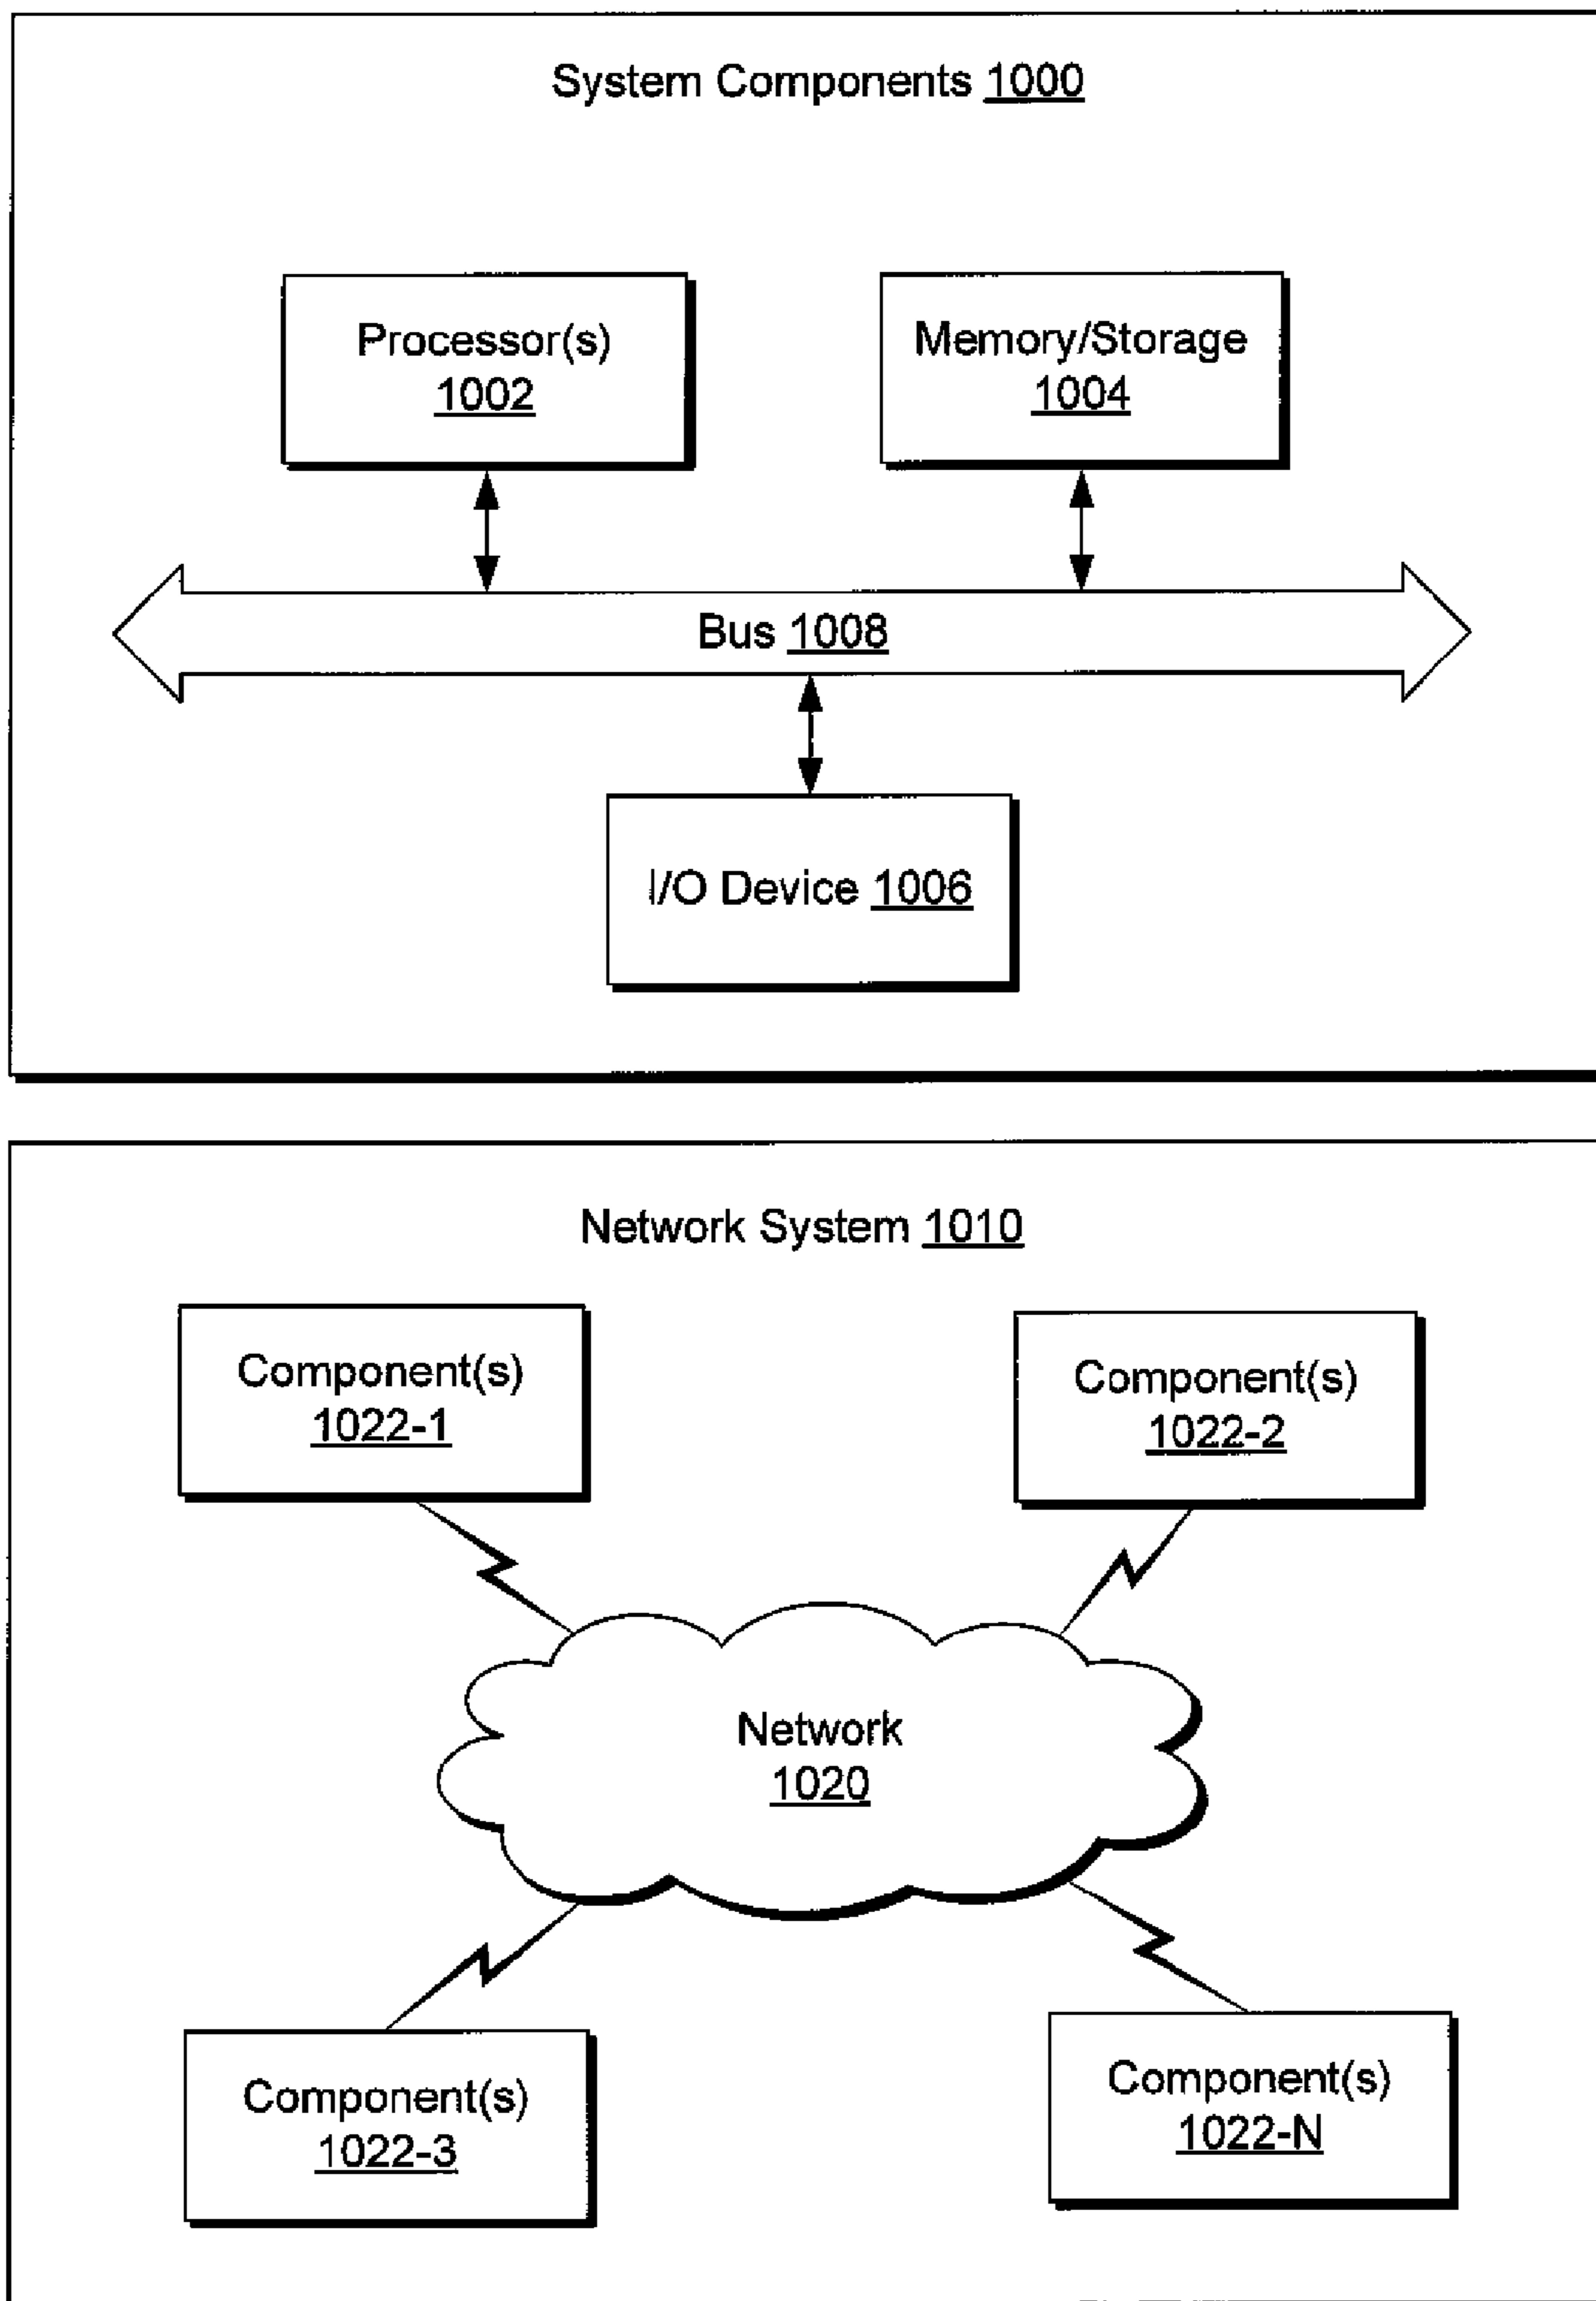 System Components 1000
Processor(s)
1002
Memory/Storage
1004
Bus 1008
I/O Device 1006
Network System 1010
Component(s)
1022-1
Component(s)
1022-2
Network
1020
Component(s)
1022-3
Component(s)
1022-N